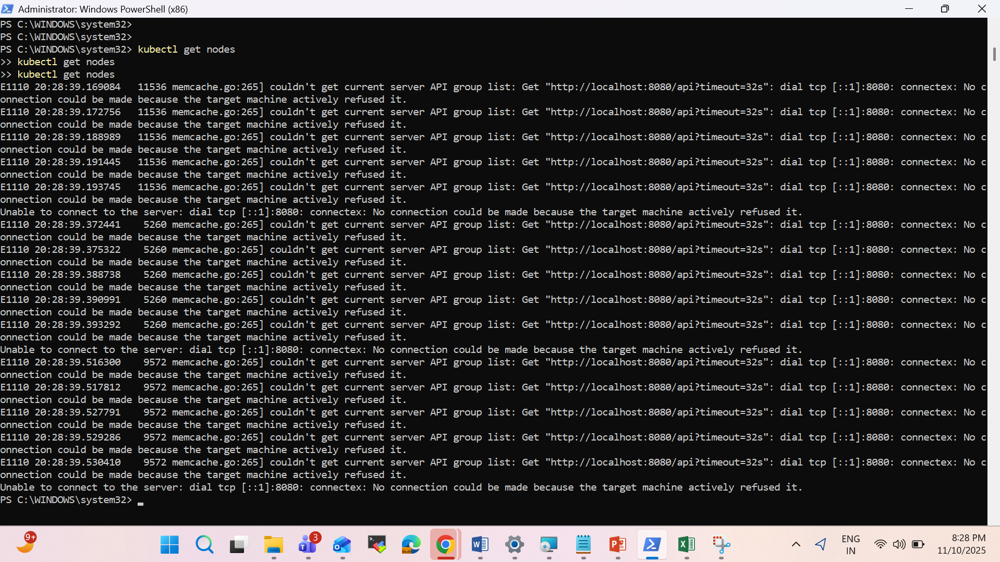 Administrator: Windows PowerShell (x86)
PS C:\WINDOWS\system32>
PS C:\WINDOWS\system32>
PS C:\WINDOWS\system32> kubectl get nodes
>> kubectl get nodes
>> kubectl get nodes
E1110 20:28:39.169084   11536 memcache.go:265] couldn't get current server API group list: Get "http://localhost:8080/api?timeout=32s": dial tcp [::1]:8080: connectex: No c
onnection could be made because the target machine actively refused it.
E1110 20:28:39.172756   11536 memcache.go:265] couldn't get current server API group list: Get "http://localhost:8080/api?timeout=32s": dial tcp [::1]:8080: connectex: No c
onnection could be made because the target machine actively refused it.
E1110 20:28:39.188989   11536 memcache.go:265] couldn't get current server API group list: Get "http://localhost:8080/api?timeout=32s": dial tcp [::1]:8080: connectex: No c
onnection could be made because the target machine actively refused it.
E1110 20:28:39.191445   11536 memcache.go:265] couldn't get current server API group list: Get "http://localhost:8080/api?timeout=32s": dial tcp [::1]:8080: connectex: No c
onnection could be made because the target machine actively refused it.
E1110 20:28:39.193745   11536 memcache.go:265] couldn't get current server API group list: Get "http://localhost:8080/api?timeout=32s": dial tcp [::1]:8080: connectex: No c
onnection could be made because the target machine actively refused it.
Unable to connect to the server: dial tcp [::1]:8080: connectex: No connection could be made because the target machine actively refused it.
E1110 20:28:39.372441    5260 memcache.go:265] couldn't get current server API group list: Get "http://localhost:8080/api?timeout=32s": dial tcp [::1]:8080: connectex: No c
onnection could be made because the target machine actively refused it.
E1110 20:28:39.375322    5260 memcache.go:265] couldn't get current server API group list: Get "http://localhost:8080/api?timeout=32s": dial tcp [::1]:8080: connectex: No c
onnection could be made because the target machine actively refused it.
E1110 20:28:39.388738    5260 memcache.go:265] couldn't get current server API group list: Get "http://localhost:8080/api?timeout=32s": dial tcp [::1]:8080: connectex: No c
onnection could be made because the target machine actively refused it.
E1110 20:28:39.390991    5260 memcache.go:265] couldn't get current server API group list: Get "http://localhost:8080/api?timeout=32s": dial tcp [::1]:8080: connectex: No c
onnection could be made because the target machine actively refused it.
E1110 20:28:39.393292    5260 memcache.go:265] couldn't get current server API group list: Get "http://localhost:8080/api?timeout=32s": dial tcp [::1]:8080: connectex: No c
onnection could be made because the target machine actively refused it.
Unable to connect to the server: dial tcp [::1]:8080: connectex: No connection could be made because the target machine actively refused it.
E1110 20:28:39.516300    9572 memcache.go:265] couldn't get current server API group list: Get "http://localhost:8080/api?timeout=32s": dial tcp [::1]:8080: connectex: No c
onnection could be made because the target machine actively refused it.
E1110 20:28:39.517812    9572 memcache.go:265] couldn't get current server API group list: Get "http://localhost:8080/api?timeout=32s": dial tcp [::1]:8080: connectex: No c
onnection could be made because the target machine actively refused it.
E1110 20:28:39.527791    9572 memcache.go:265] couldn't get current server API group list: Get "http://localhost:8080/api?timeout=32s": dial tcp [::1]:8080: connectex: No c
onnection could be made because the target machine actively refused it.
E1110 20:28:39.529286    9572 memcache.go:265] couldn't get current server API group list: Get "http://localhost:8080/api?timeout=32s": dial tcp [::1]:8080: connectex: No c
onnection could be made because the target machine actively refused it.
E1110 20:28:39.530410    9572 memcache.go:265] couldn't get current server API group list: Get "http://localhost:8080/api?timeout=32s": dial tcp [::1]:8080: connectex: No c
onnection could be made because the target machine actively refused it.
Unable to connect to the server: dial tcp [::1]:8080: connectex: No connection could be made because the target machine actively refused it.
PS C:\WINDOWS\system32> _
9+
3
ENG
IN
8:28 PM
11/10/2025